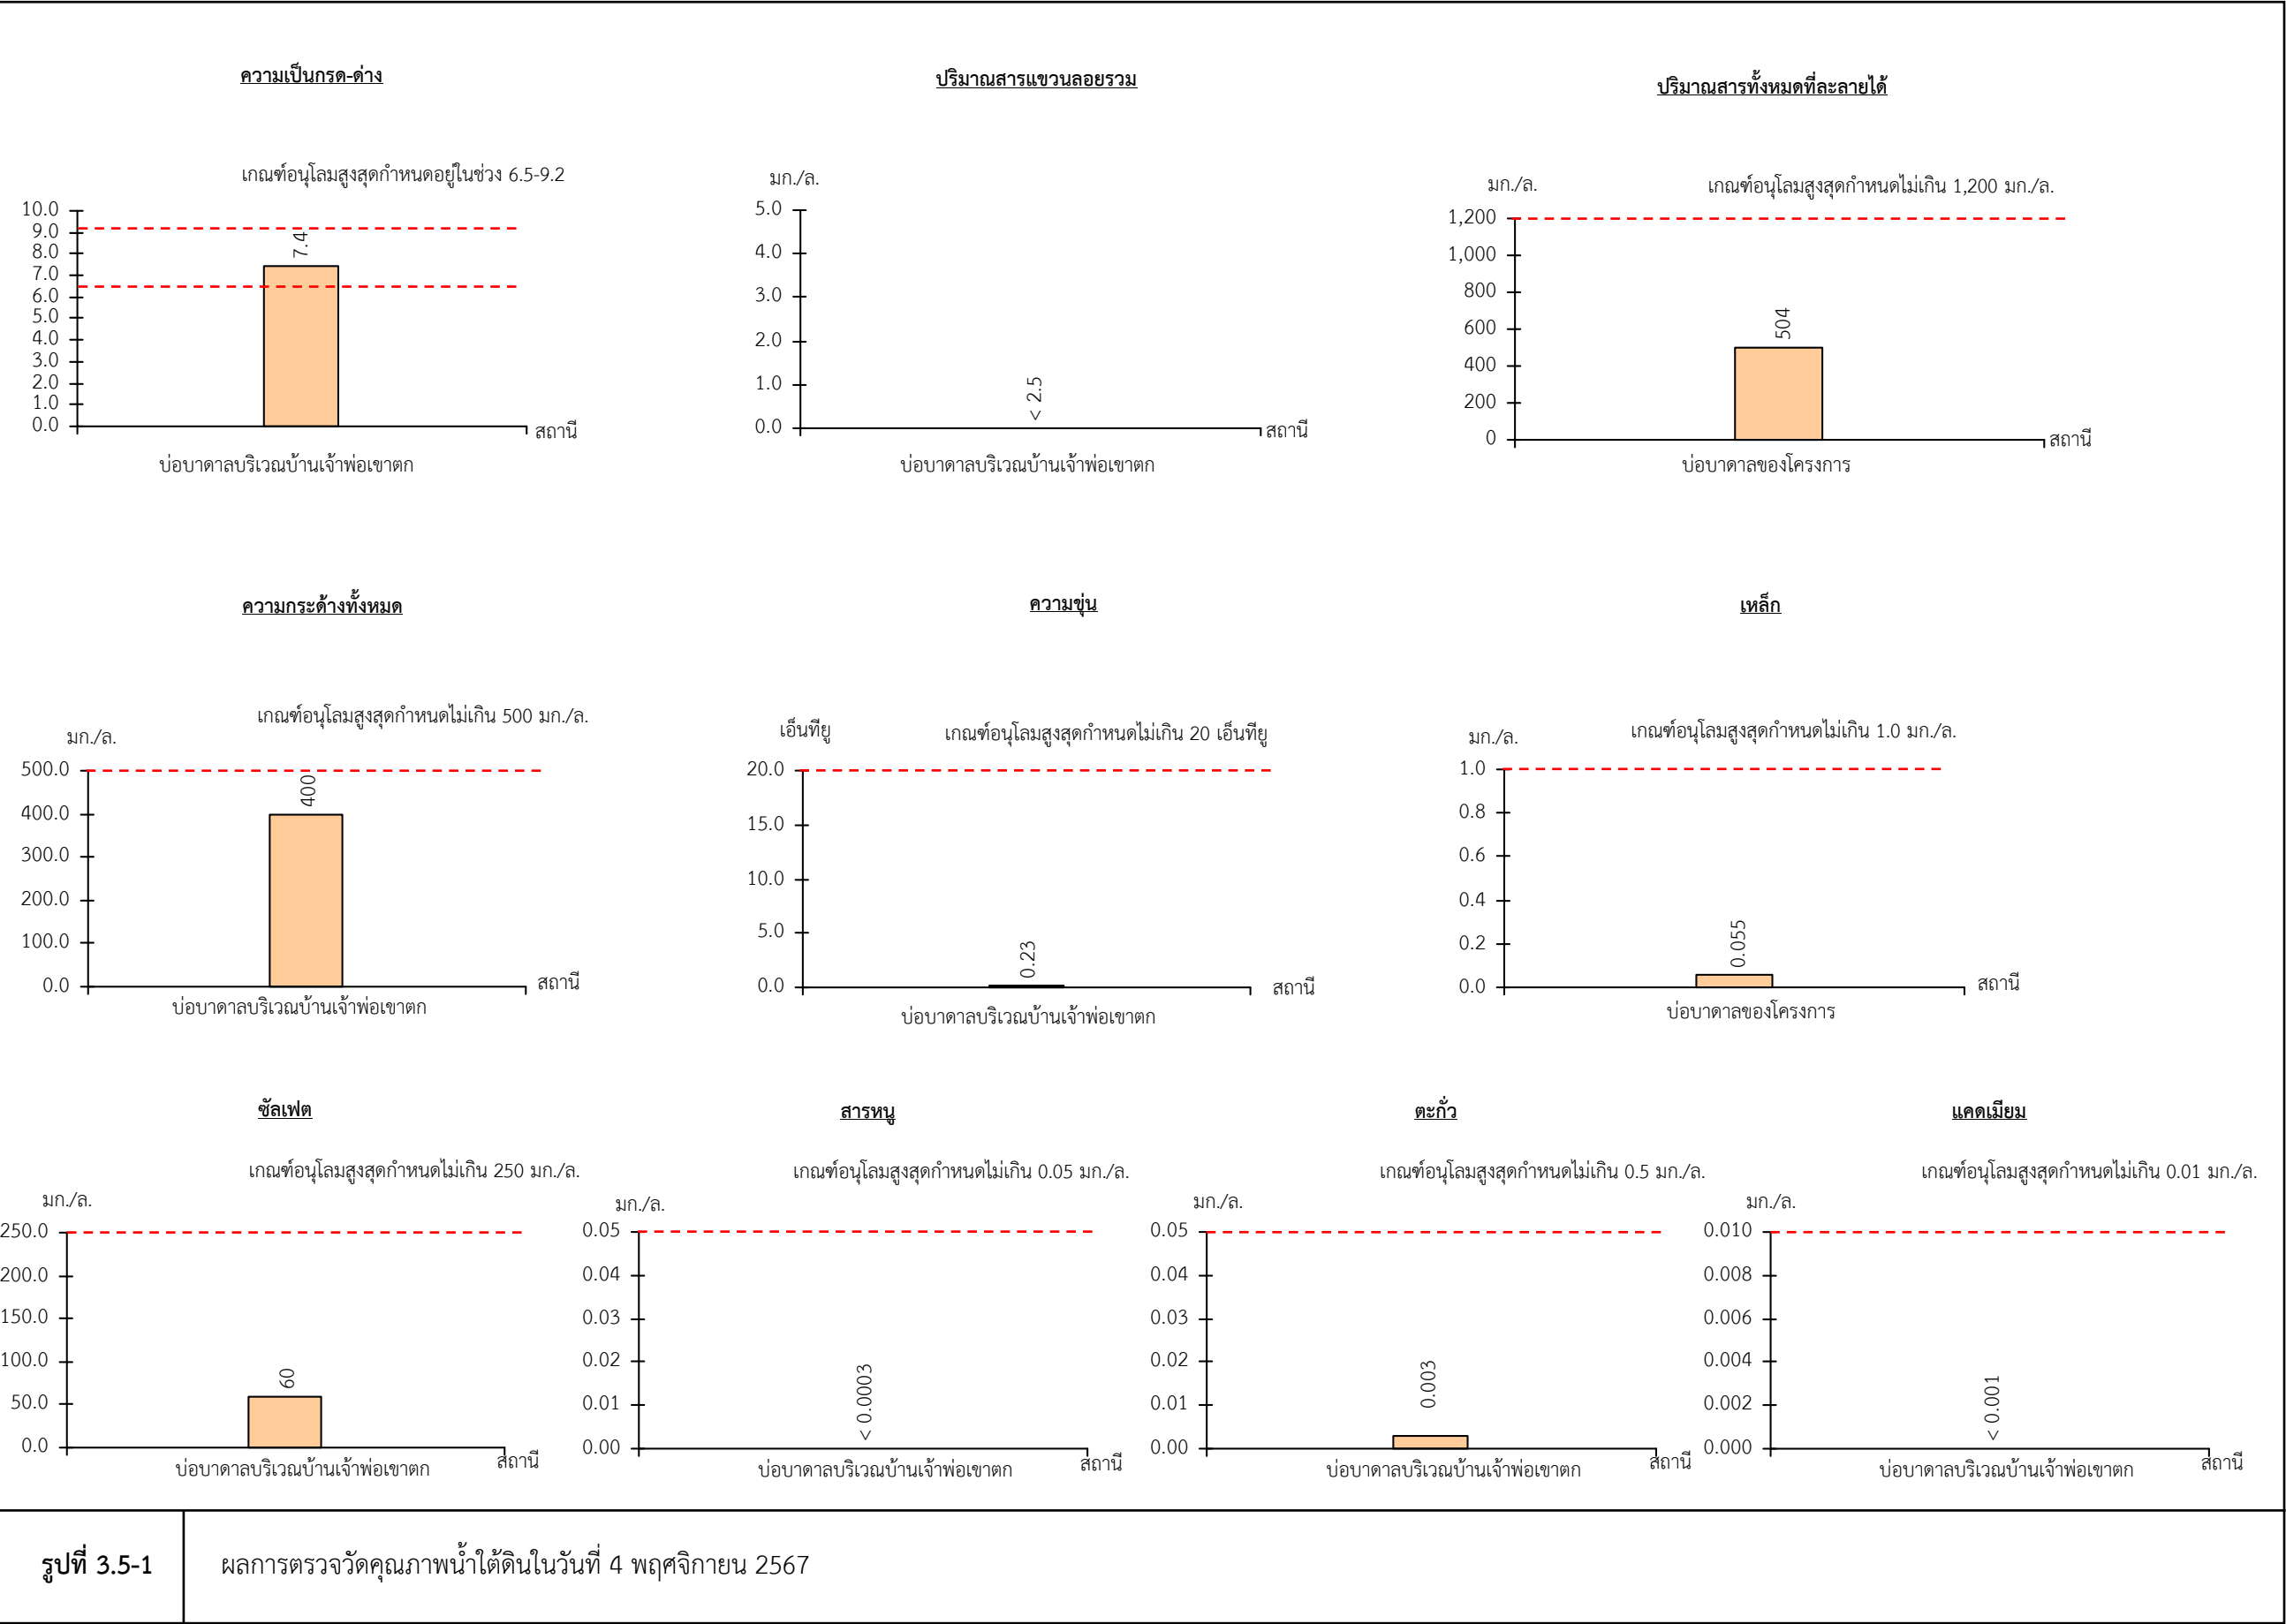 ความเป็นกรด-ด่าง
เกณฑ์อนุโลมสูงสุดกำหนดอยู่ในช่วง 6.5-9.2
10.0
9.0
8.0
7.0
6.0
5.0
4.0
3.0
2.0
1.0
0.0
7.4
สถานี
บ่อบาดาลบริเวณบ้านเจ้าพ่อเขาตก
ปริมาณสารแขวนลอยรวม
มก./ล.
5.0
4.0
3.0
2.0
1.0
0.0
< 2.5
สถานี
บ่อบาดาลบริเวณบ้านเจ้าพ่อเขาตก
ปริมาณสารทั้งหมดที่ละลายได้
มก./ล.
เกณฑ์อนุโลมสูงสุดกำหนดไม่เกิน 1,200 มก./ล.
1,200
1,000
800
600
400
200
0
504
สถานี
บ่อบาดาลของโครงการ
ความกระด้างทั้งหมด
เกณฑ์อนุโลมสูงสุดกำหนดไม่เกิน 500 มก./ล.
มก./ล.
500.0
400.0
300.0
200.0
100.0
0.0
400
สถานี
บ่อบาดาลบริเวณบ้านเจ้าพ่อเขาตก
ความขุ่น
เอ็นทียู
เกณฑ์อนุโลมสูงสุดกำหนดไม่เกิน 20 เอ็นทียู
20.0
15.0
10.0
5.0
0.0
0.23
สถานี
บ่อบาดาลบริเวณบ้านเจ้าพ่อเขาตก
เหล็ก
เกณฑ์อนุโลมสูงสุดกำหนดไม่เกิน 1.0 มก./ล.
มก./ล.
1.0
0.8
0.6
0.4
0.2
0.0
0.055
สถานี
บ่อบาดาลของโครงการ
ซัลเฟต
เกณฑ์อนุโลมสูงสุดกำหนดไม่เกิน 250 มก./ล.
มก./ล.
250.0
200.0
150.0
100.0
50.0
0.0
60
สถานี
บ่อบาดาลบริเวณบ้านเจ้าพ่อเขาตก
สารหนู
เกณฑ์อนุโลมสูงสุดกำหนดไม่เกิน 0.05 มก./ล.
มก./ล.
0.05
0.04
0.03
0.02
0.01
0.00
< 0.0003
สถานี
บ่อบาดาลบริเวณบ้านเจ้าพ่อเขาตก
ตะกั่ว
เกณฑ์อนุโลมสูงสุดกำหนดไม่เกิน 0.5 มก./ล.
มก./ล.
0.05
0.04
0.03
0.02
0.01
0.00
0.003
สถานี
บ่อบาดาลบริเวณบ้านเจ้าพ่อเขาตก
แคดเมียม
เกณฑ์อนุโลมสูงสุดกำหนดไม่เกิน 0.01 มก./ล.
มก./ล.
0.010
0.008
0.006
0.004
0.002
0.000
< 0.001
สถานี
บ่อบาดาลบริเวณบ้านเจ้าพ่อเขาตก
รูปที่ 3.5-1
ผลการตรวจวัดคุณภาพน้ำใต้ดินในวันที่ 4 พฤศจิกายน 2567